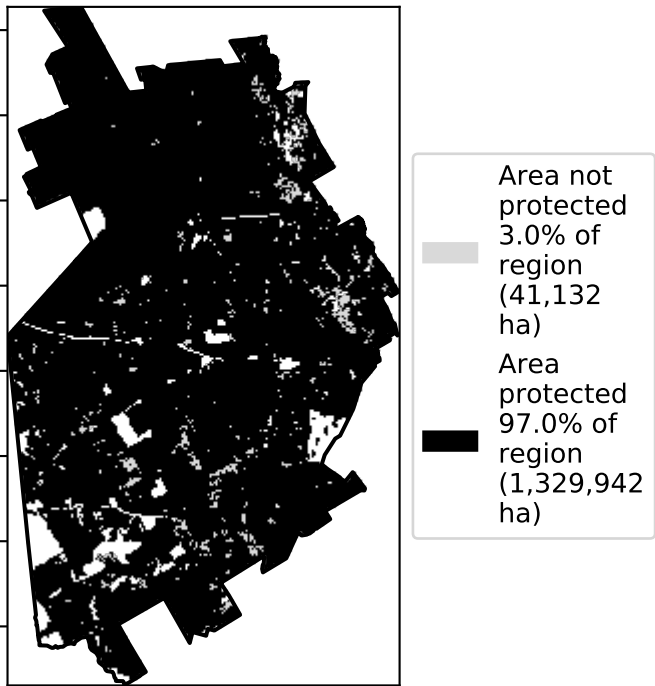 Area not
protected
3.0% of
region
(41,132
ha)
Area
protected
97.0% of
region
(1,329,942
ha)